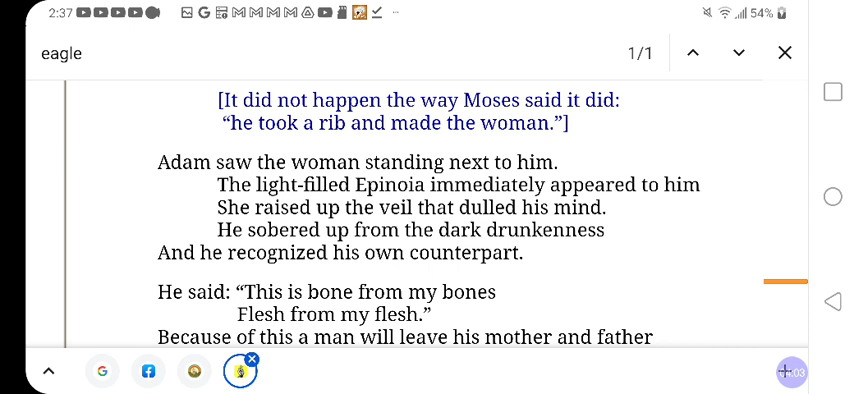 2:37 54%
eagle 1/1
[It did not happen the way Moses said it did:
“he took a rib and made the woman.”]
Adam saw the woman standing next to him.
The light-filled Epinoia immediately appeared to him
She raised up the veil that dulled his mind.
He sobered up from the dark drunkenness
And he recognized his own counterpart.
He said: “This is bone from my bones
Flesh from my flesh.”
Because of this a man will leave his mother and father